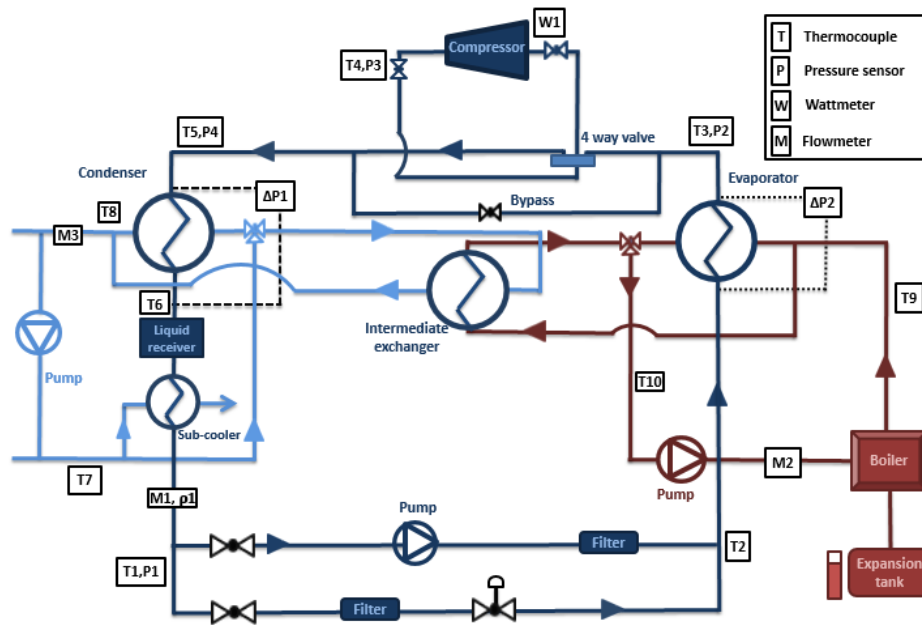 W1
Compressor
T4,P3
T Thermocouple
P Pressure sensor
W Wattmeter
M Flowmeter
T5,P4
4 way valve
T3,P2
Condenser
Evaporator
ΔP1
Bypass
ΔP2
T8
M3
T6
T9
Liquid
receiver
Intermediate
exchanger
Pump
T10
Sub-cooler
T7
M2
Boiler
Pump
M1, ρ1
Pump
Filter
T2
T1,P1
Expansion
tank
Filter